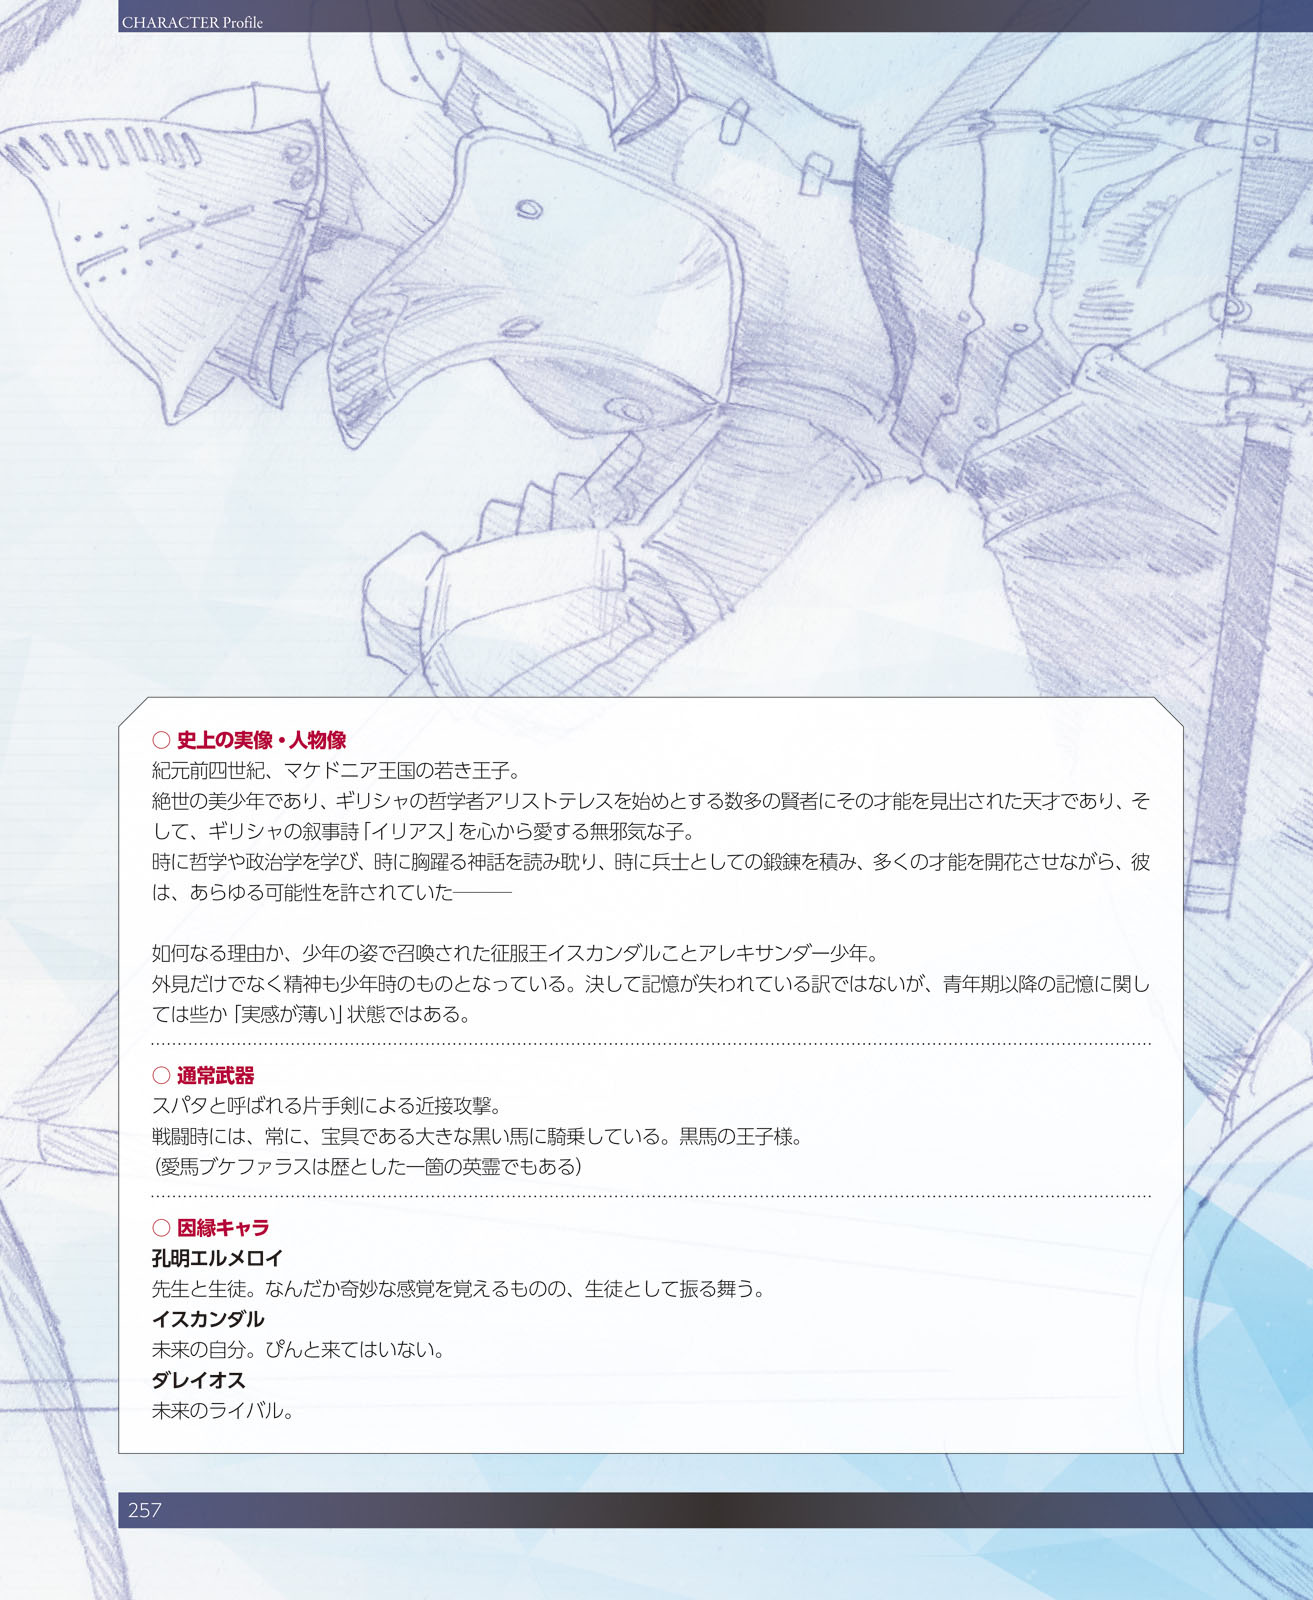 CHARACTER Profile
○ 史上の実像・人物像
紀元前四世紀、マケドニア王国の若き王子。
絶世の美少年であり、ギリシャの哲学者アリストテレスを始めとする数多の賢者にその才能を見出された天才であり、そ
して、ギリシャの叙事詩「イリアス」を心から愛する無邪気な子。
時に哲学や政治学を学び、時に胸躍る神話を読み耽り、時に兵士としての鍛錬を積み、多くの才能を開花させながら、彼
は、あらゆる可能性を許されていた―――
如何なる理由か、少年の姿で召喚された征服王イスカンダルことアレキサンダー少年。
外見だけでなく精神も少年時のものとなっている。決して記憶が失われている訳ではないが、青年期以降の記憶に関し
ては些か「実感が薄い」状態ではある。
○ 通常武器
スパタと呼ばれる片手剣による近接攻撃。
戦闘時には、常に、宝具である大きな黒い馬に騎乗している。黒馬の王子様。
(愛馬ブケファラスは歴とした一箇の英霊でもある)
○ 因縁キャラ
孔明エルメロイ
先生と生徒。なんだか奇妙な感覚を覚えるものの、生徒として振る舞う。
イスカンダル
未来の自分。ぴんと来てはいない。
ダレイオス
未来のライバル。
257